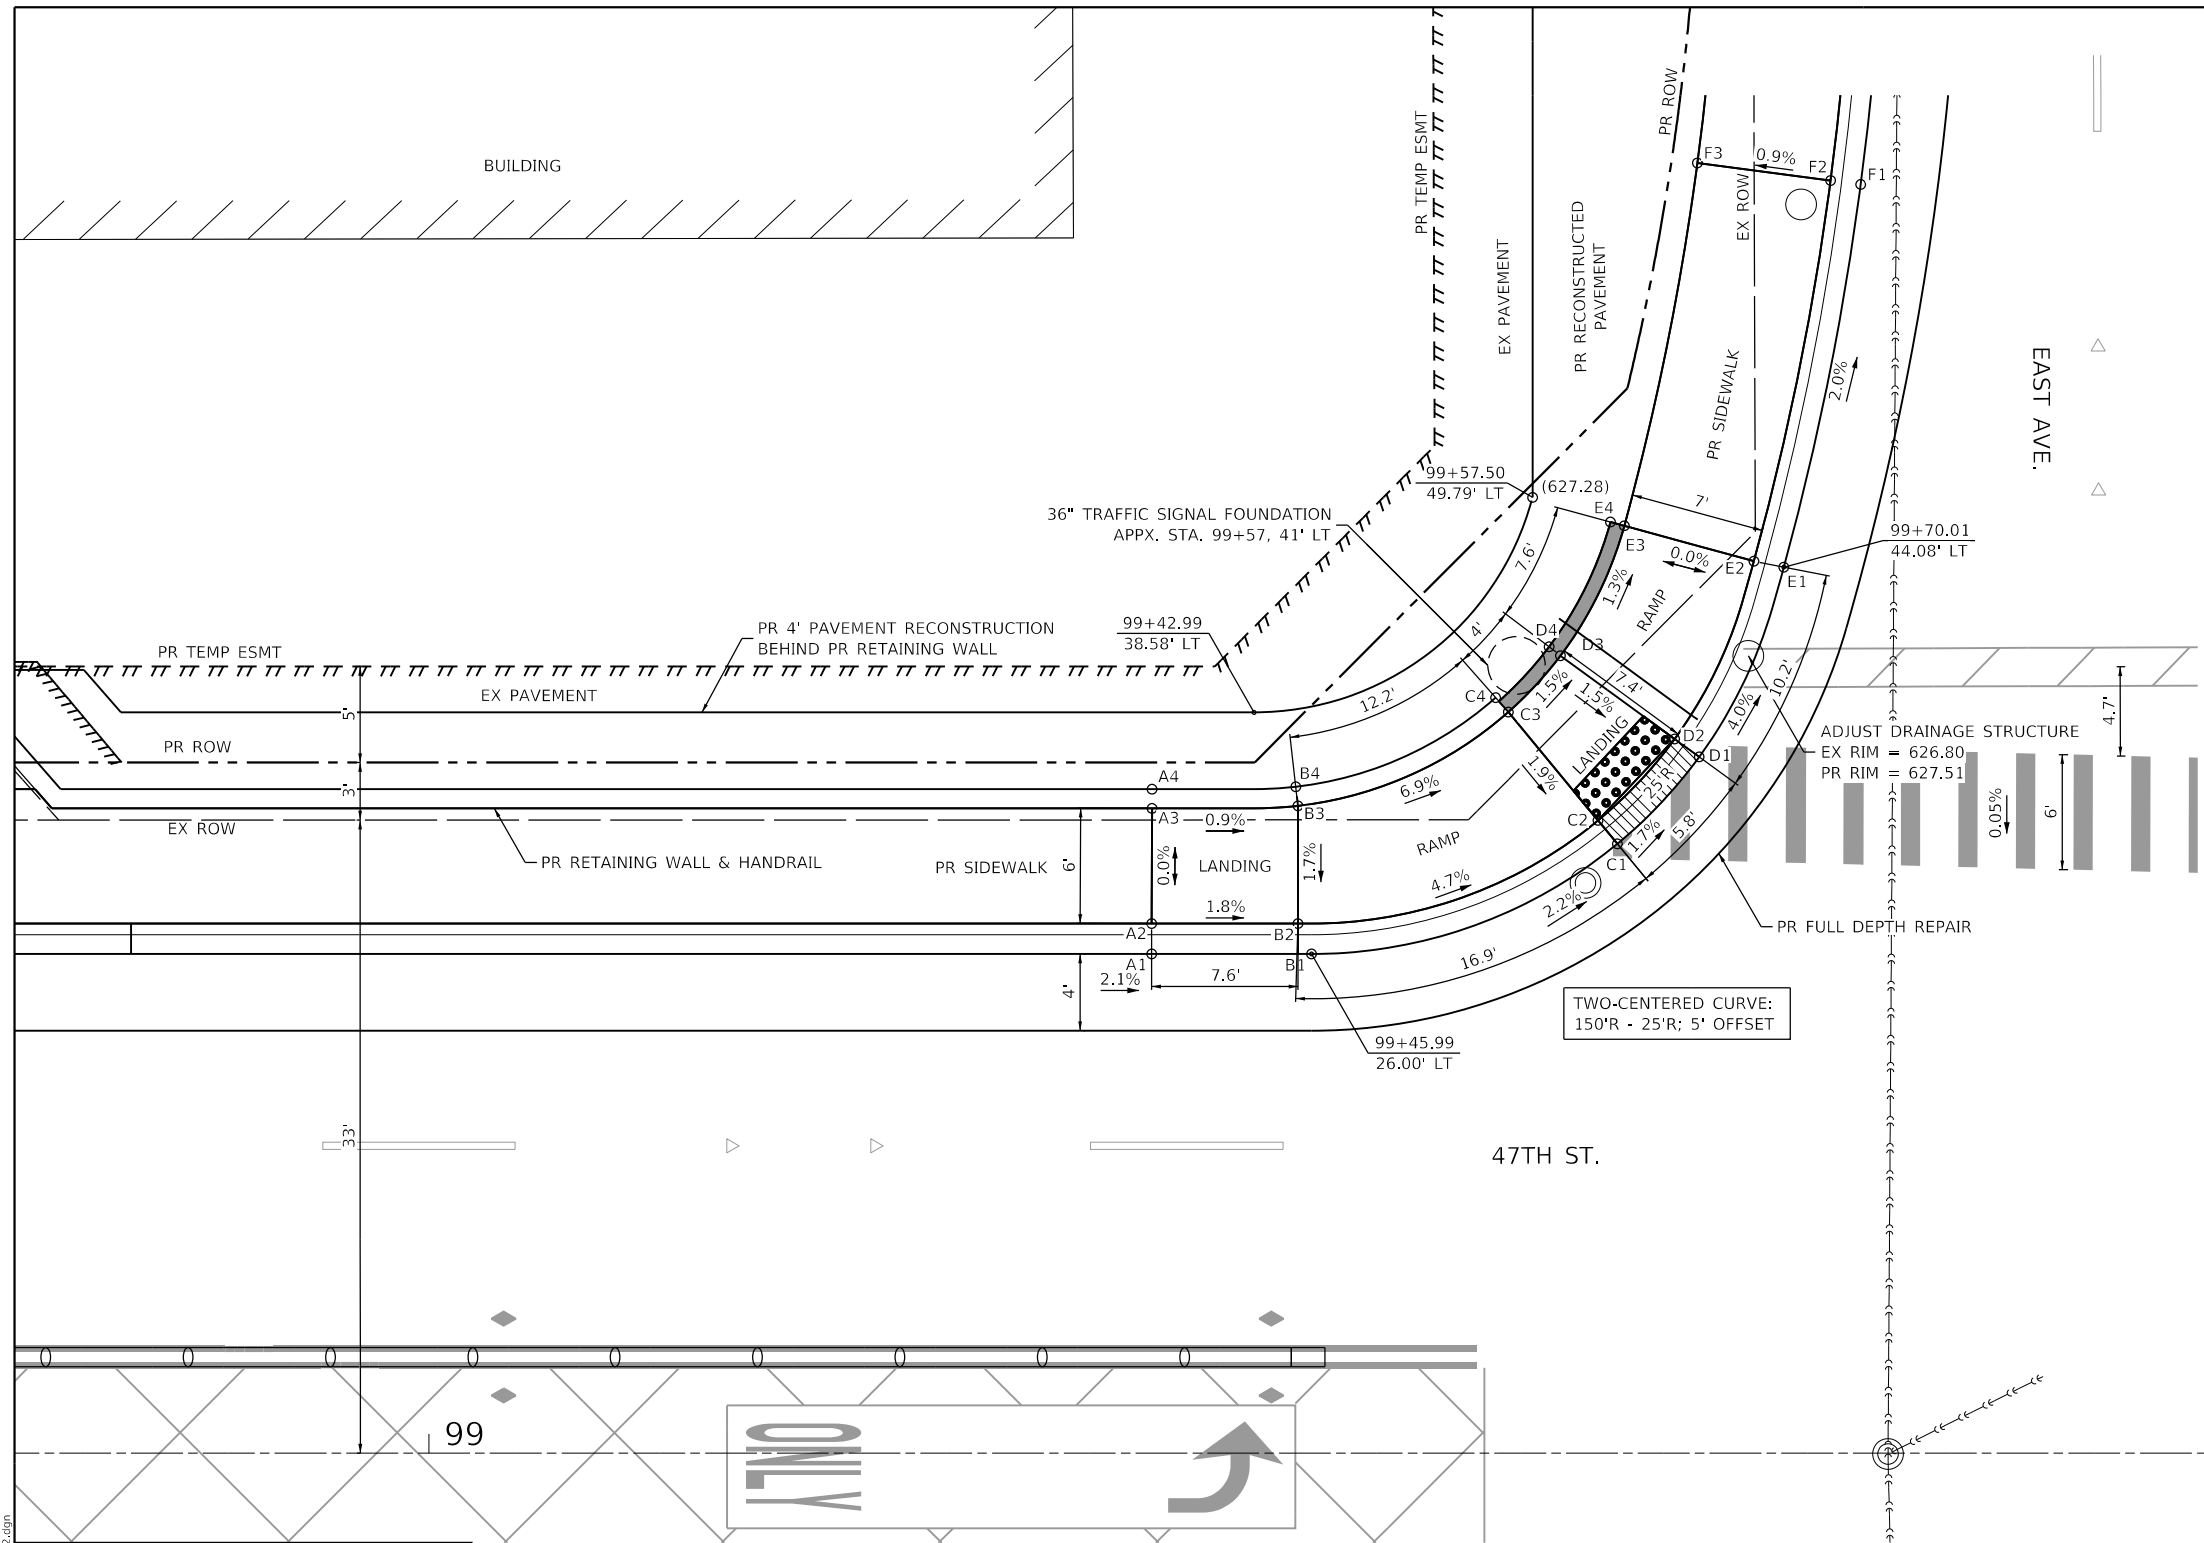 BUILDING
PR TEMP ESMT
EX PAVEMENT
PR RECONSTRUCTED
PAVEMENT
PR ROW
F3
0.9%
F2
F1
EX ROW
EAST AVE.
2.0%
PR SIDEWALK
7'
99+57.50
49.79' LT
(627.28)
36" TRAFFIC SIGNAL FOUNDATION
APPX. STA. 99+57, 41' LT
E4
E3
0.0%
E2
E1
99+70.01
44.08' LT
7.6'
1.3%
RAMP
4'
D4
D3
7.4'
10.2'
4.0%
4.7'
PR 4' PAVEMENT RECONSTRUCTION
BEHIND PR RETAINING WALL
99+42.99
38.58' LT
PR TEMP ESMT
EX PAVEMENT
5'
12.2'
C4
C3
1.5%
1.5%
LANDING
D2
D1
ADJUST DRAINAGE STRUCTURE
EX RIM = 626.80
PR RIM = 627.51
PR ROW
3'
A4
B4
6.9%
1.9%
25'R
0.05%
6'
EX ROW
A3
0.9%
B3
C2
1.7%
5.8'
C1
PR RETAINING WALL & HANDRAIL
PR SIDEWALK
6'
0.0%
LANDING
1.7%
RAMP
4.7%
2.2%
1.8%
A2
B2
PR FULL DEPTH REPAIR
A1
B1
2.1%
7.6'
16.9'
4'
TWO-CENTERED CURVE:
150'R - 25'R; 5' OFFSET
99+45.99
26.00' LT
33'
47TH ST.
99
ONLY
2.dgn